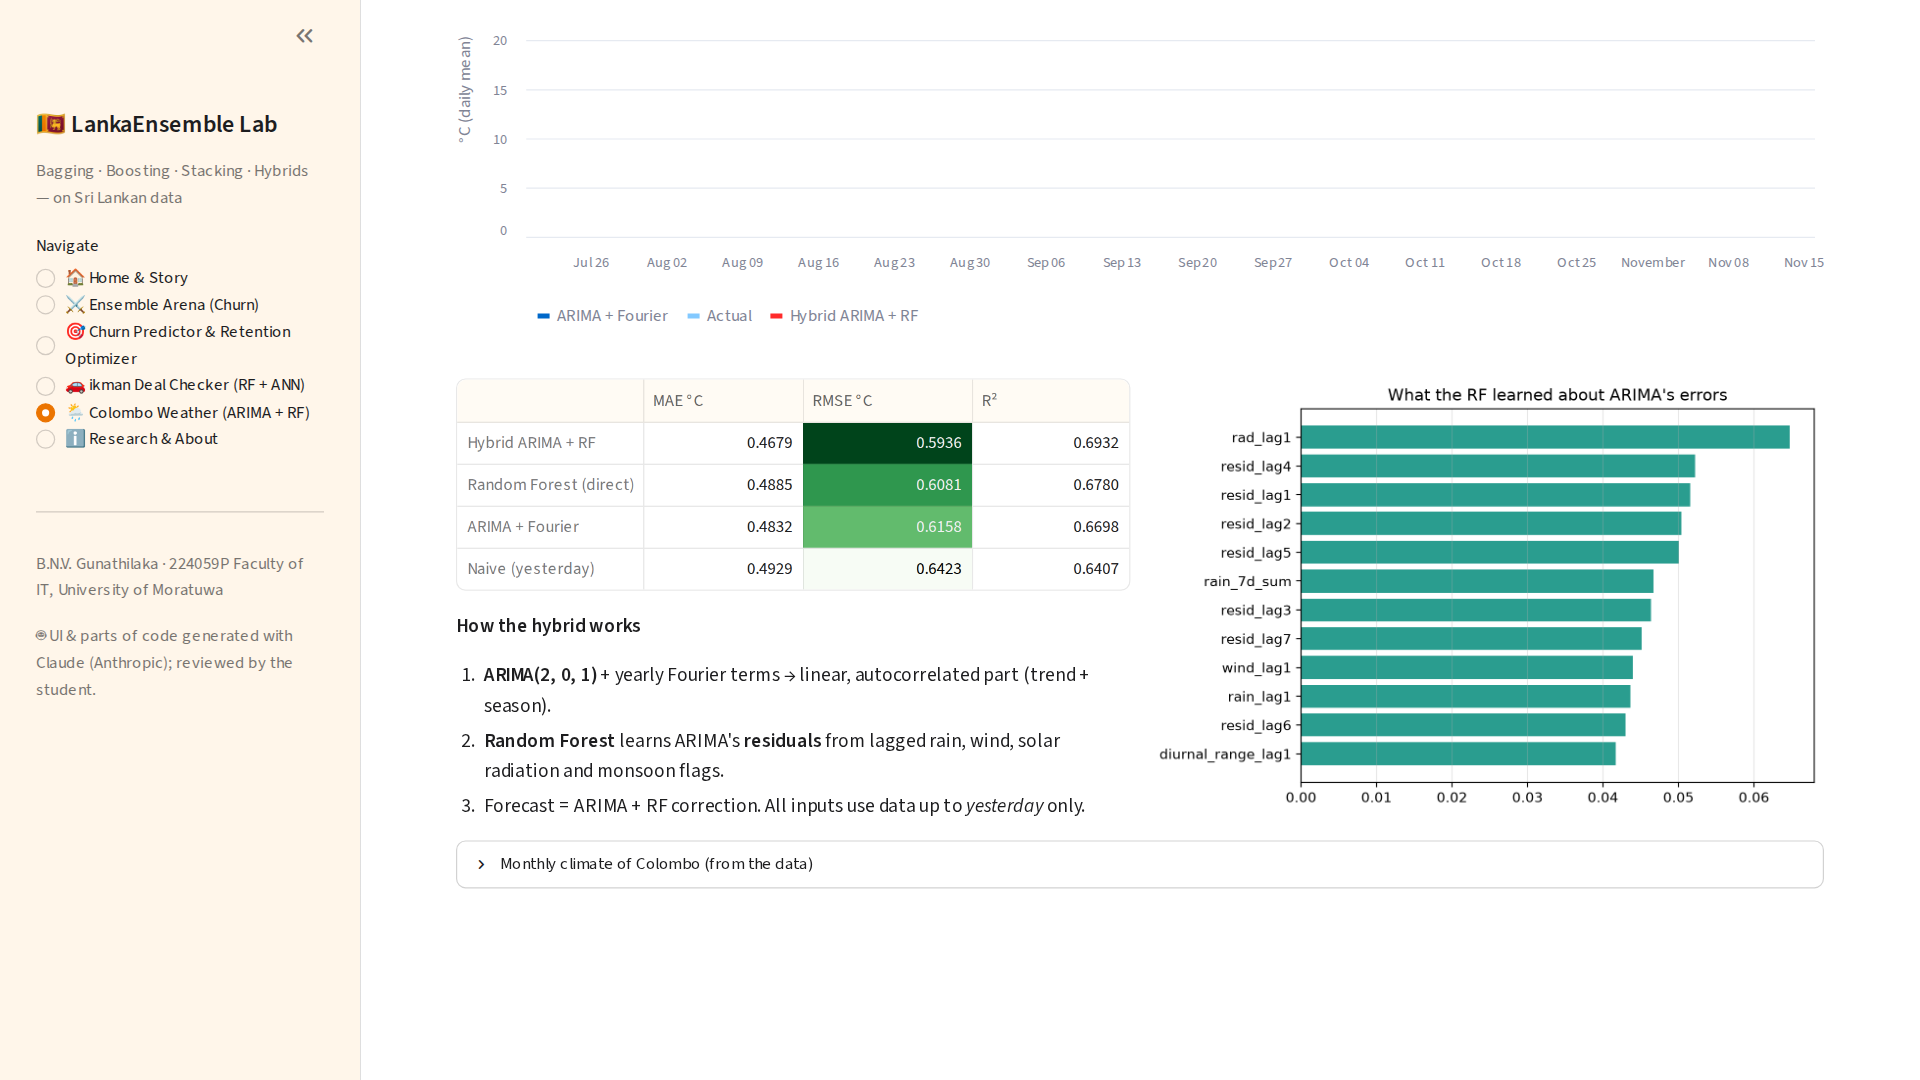 LankaEnsemble Lab
Bagging · Boosting · Stacking · Hybrids
— on Sri Lankan data
Navigate
Home & Story
Ensemble Arena (Churn)
Churn Predictor & Retention
Optimizer
ikman Deal Checker (RF + ANN)
Colombo Weather (ARIMA + RF)
Research & About
B.N.V. Gunathilaka · 224059P Faculty of
IT, University of Moratuwa
UI & parts of code generated with
Claude (Anthropic); reviewed by the
student.
°C (daily mean)
20
15
10
5
0
Jul 26 Aug 02 Aug 09 Aug 16 Aug 23 Aug 30 Sep 06 Sep 13 Sep 20 Sep 27 Oct 04 Oct 11 Oct 18 Oct 25 November Nov 08 Nov 15
ARIMA + Fourier Actual Hybrid ARIMA + RF
MAE °C RMSE °C R²
Hybrid ARIMA + RF 0.4679 0.5936 0.6932
Random Forest (direct) 0.4885 0.6081 0.6780
ARIMA + Fourier 0.4832 0.6158 0.6698
Naive (yesterday) 0.4929 0.6423 0.6407
How the hybrid works
1. ARIMA(2, 0, 1) + yearly Fourier terms → linear, autocorrelated part (trend +
season).
2. Random Forest learns ARIMA's residuals from lagged rain, wind, solar
radiation and monsoon flags.
3. Forecast = ARIMA + RF correction. All inputs use data up to yesterday only.
What the RF learned about ARIMA's errors
rad_lag1
resid_lag4
resid_lag1
resid_lag2
resid_lag5
rain_7d_sum
resid_lag3
resid_lag7
wind_lag1
rain_lag1
resid_lag6
diurnal_range_lag1
0.00 0.01 0.02 0.03 0.04 0.05 0.06
Monthly climate of Colombo (from the data)